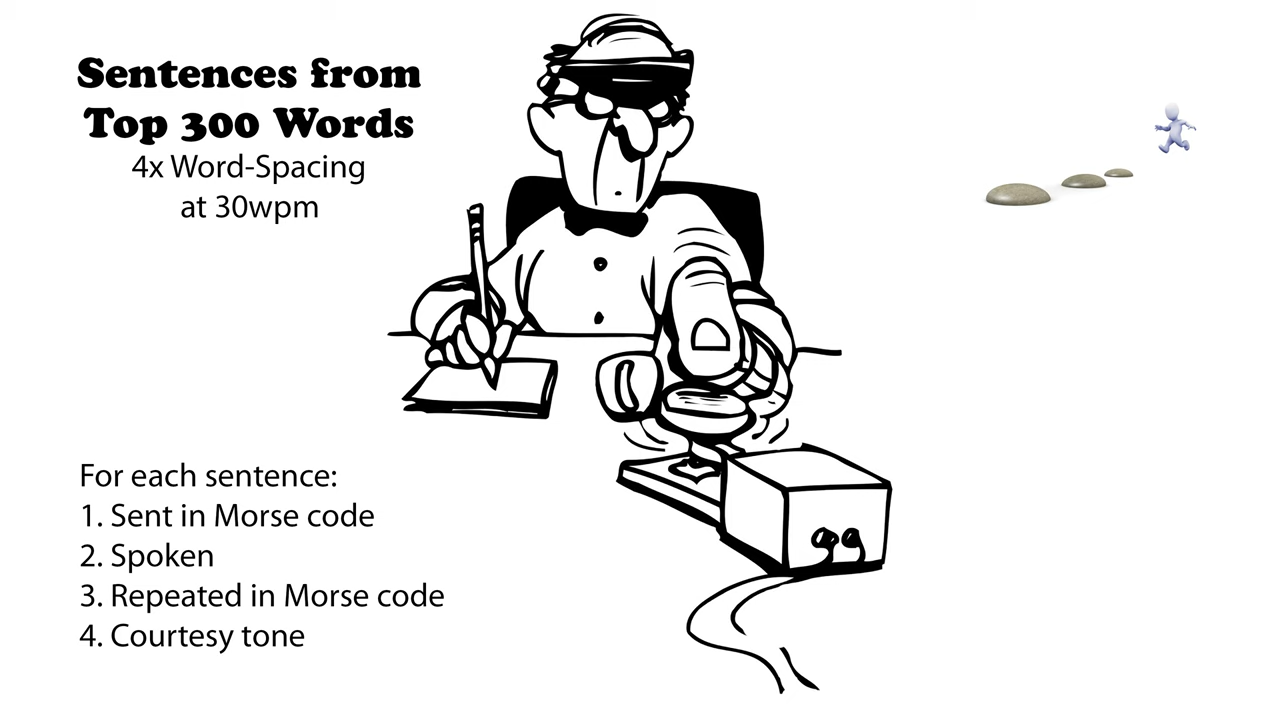 Sentences from
Top 300 Words
4x Word-Spacing
at 30wpm
For each sentence:
1. Sent in Morse code
2. Spoken
3. Repeated in Morse code
4. Courtesy tone